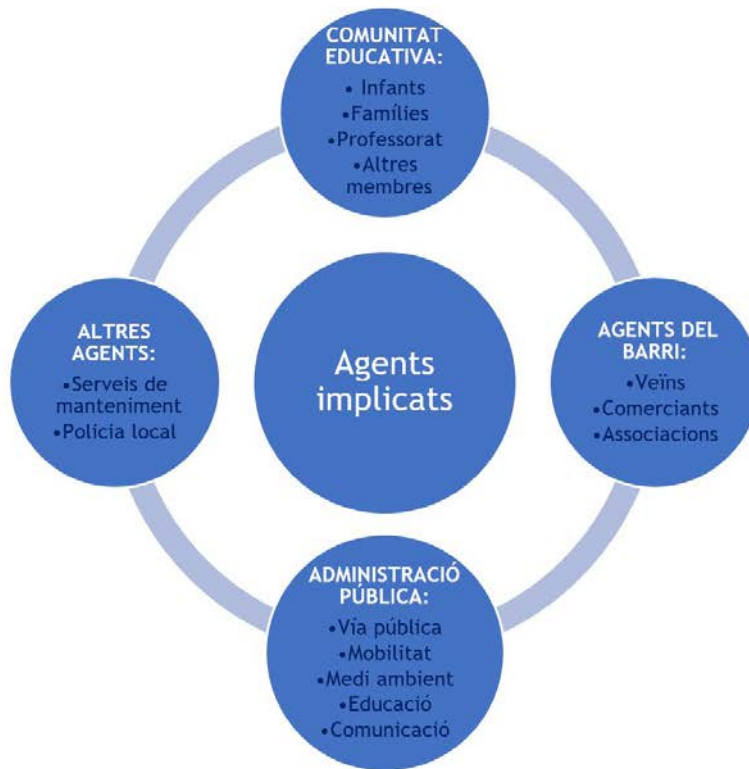 COMUNITAT
EDUCATIVA:
• Infants
•Famílies
•Professorat
•Altres
membres
ALTRES
AGENTS:
•Serveis de
manteniment
•Policia local
Agents
implicats
AGENTS DEL
BARRI:
•Veïns
•Comerciants
•Associacions
ADMINISTRACIÓ
PÚBLICA:
•Vía pública
•Mobilitat
•Medi ambient
•Educació
•Comunicació